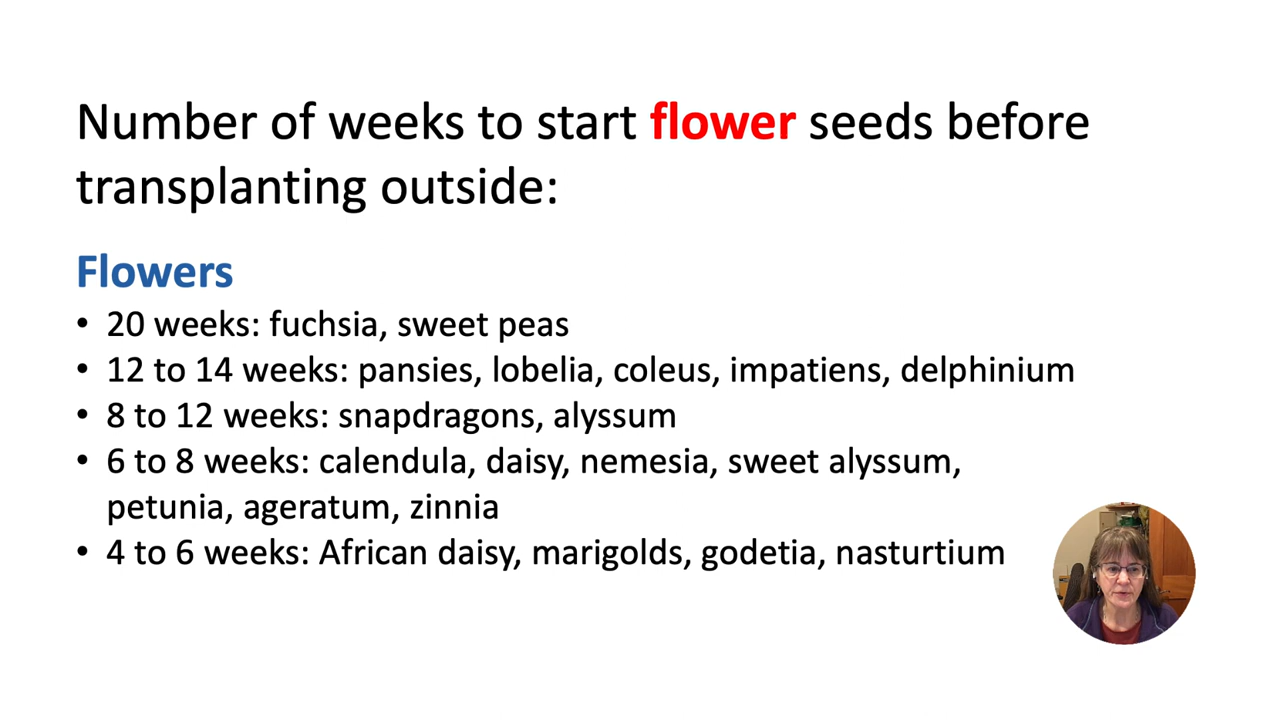 Number of weeks to start flower seeds before
transplanting outside:
Flowers
• 20 weeks: fuchsia, sweet peas
• 12 to 14 weeks: pansies, lobelia, coleus, impatiens, delphinium
• 8 to 12 weeks: snapdragons, alyssum
• 6 to 8 weeks: calendula, daisy, nemesia, sweet alyssum,
petunia, ageratum, zinnia
• 4 to 6 weeks: African daisy, marigolds, godetia, nasturtium